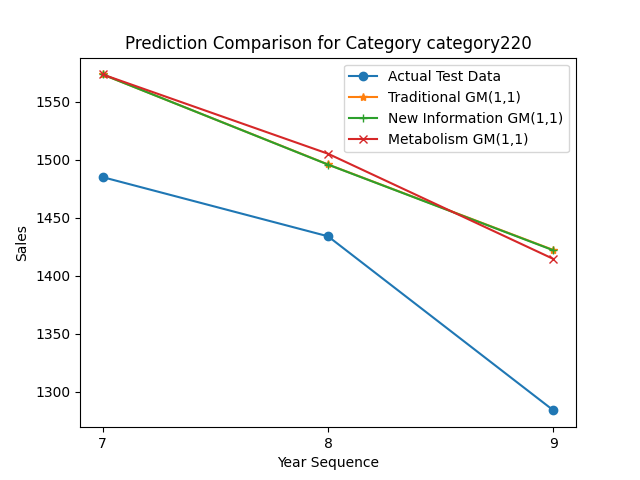 Prediction Comparison for Category category220
Actual Test Data
Traditional GM(1,1)
New Information GM(1,1)
Metabolism GM(1,1)
Sales
1550
1500
1450
1400
1350
1300
7
8
9
Year Sequence